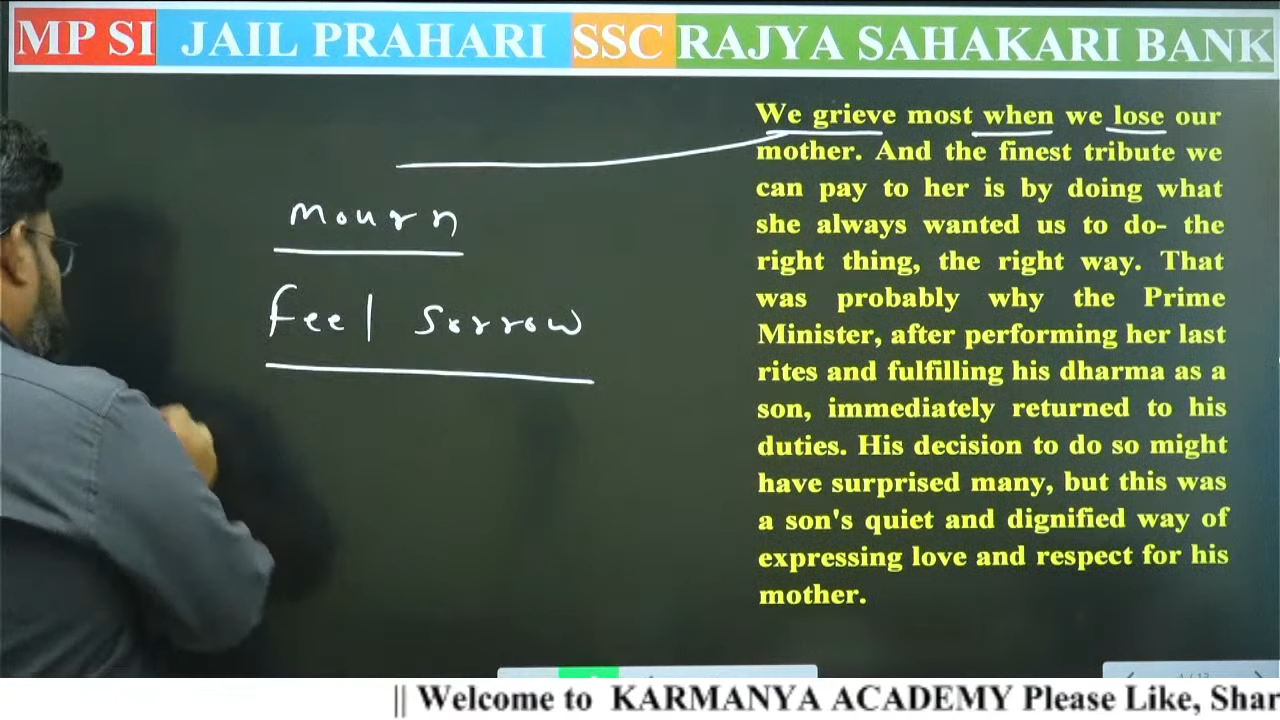 MP SI JAIL PRAHARI SSC RAJYA SAHAKARI BANK
mourn
feel sorrow
We grieve most when we lose our
mother. And the finest tribute we
can pay to her is by doing what
she always wanted us to do- the
right thing, the right way. That
was probably why the Prime
Minister, after performing her last
rites and fulfilling his dharma as a
son, immediately returned to his
duties. His decision to do so might
have surprised many, but this was
a son's quiet and dignified way of
expressing love and respect for his
mother.
|| Welcome to KARMANYA ACADEMY Please Like, Shar